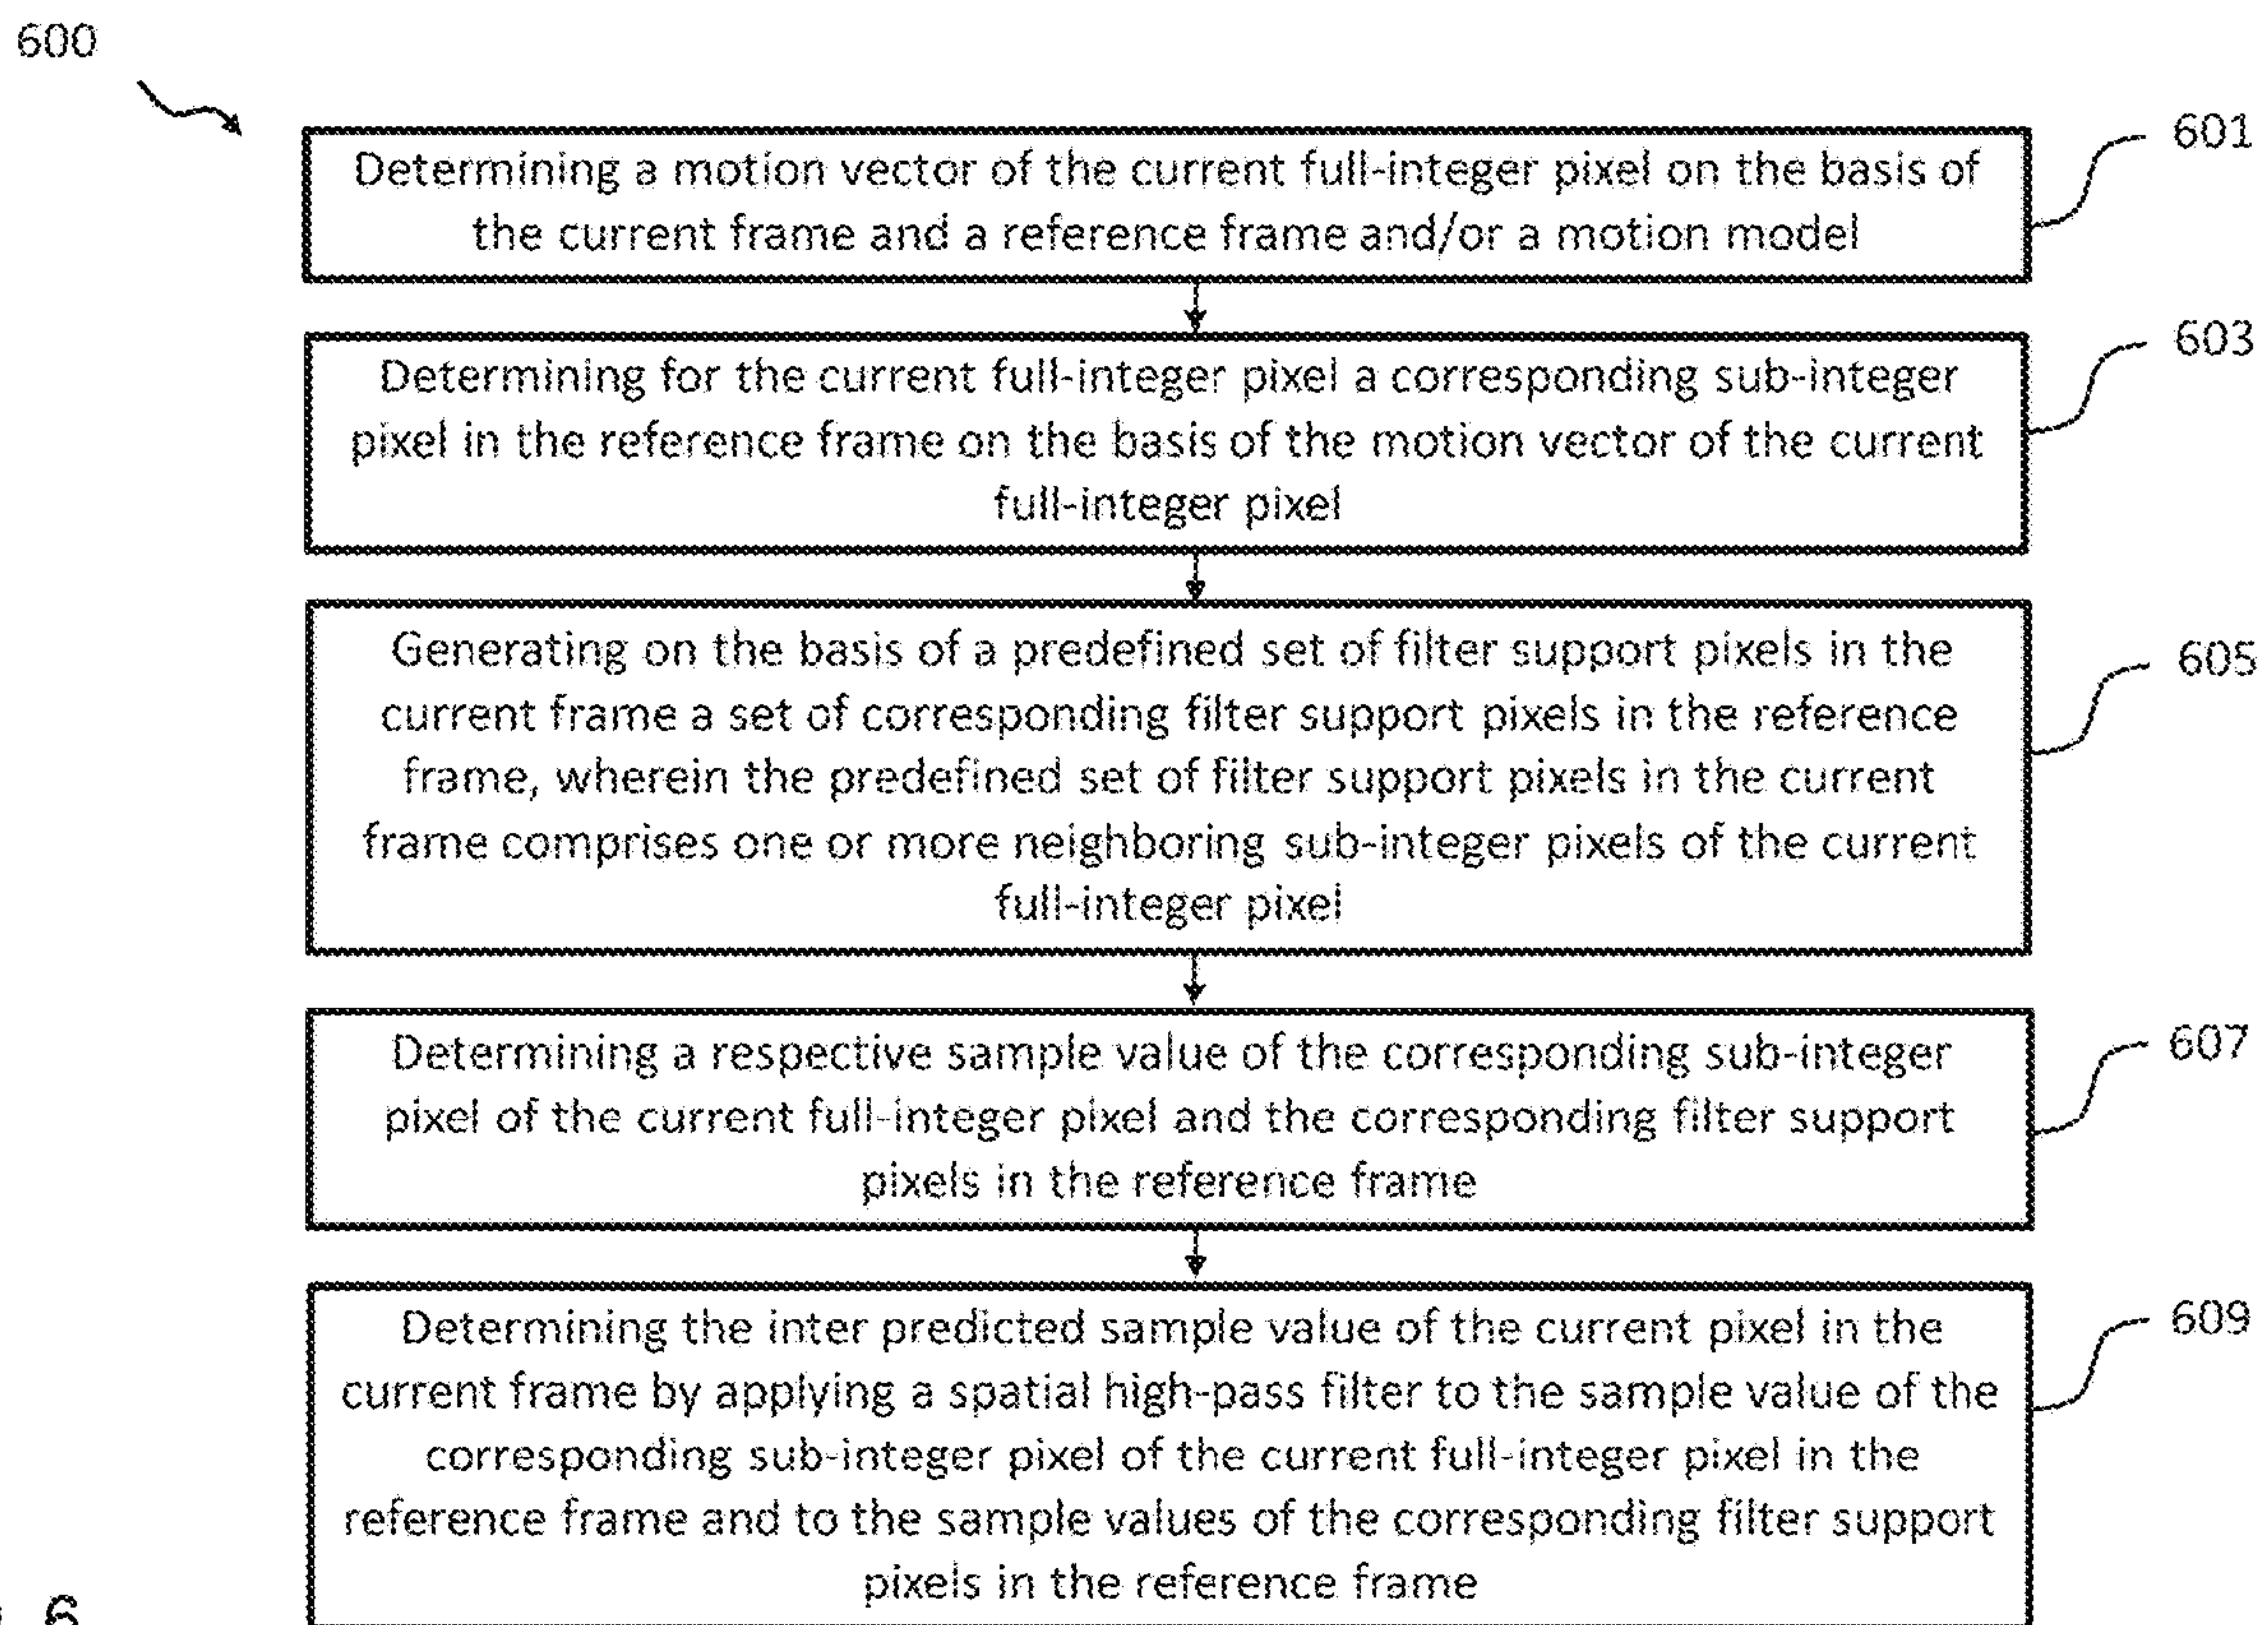 600
601
Determining a motion vector of the current full-integer pixel on the basis of
the current frame and a reference frame and/or a motion model
603
Determining for the current full-integer pixel a corresponding sub-integer
pixel in the reference frame on the basis of the motion vector of the current
full-integer pixel
605
Generating on the basis of a predefined set of filter support pixels in the
current frame a set of corresponding filter support pixels in the reference
frame, wherein the predefined set of filter support pixels in the current
frame comprises one or more neighboring sub-integer pixels of the current
full-integer pixel
607
Determining a respective sample value of the corresponding sub-integer
pixel of the current full-integer pixel and the corresponding filter support
pixels in the reference frame
609
Determining the inter predicted sample value of the current pixel in the
current frame by applying a spatial high-pass filter to the sample value of the
corresponding sub-integer pixel of the current full-integer pixel in the
reference frame and to the sample values of the corresponding filter support
pixels in the reference frame
6